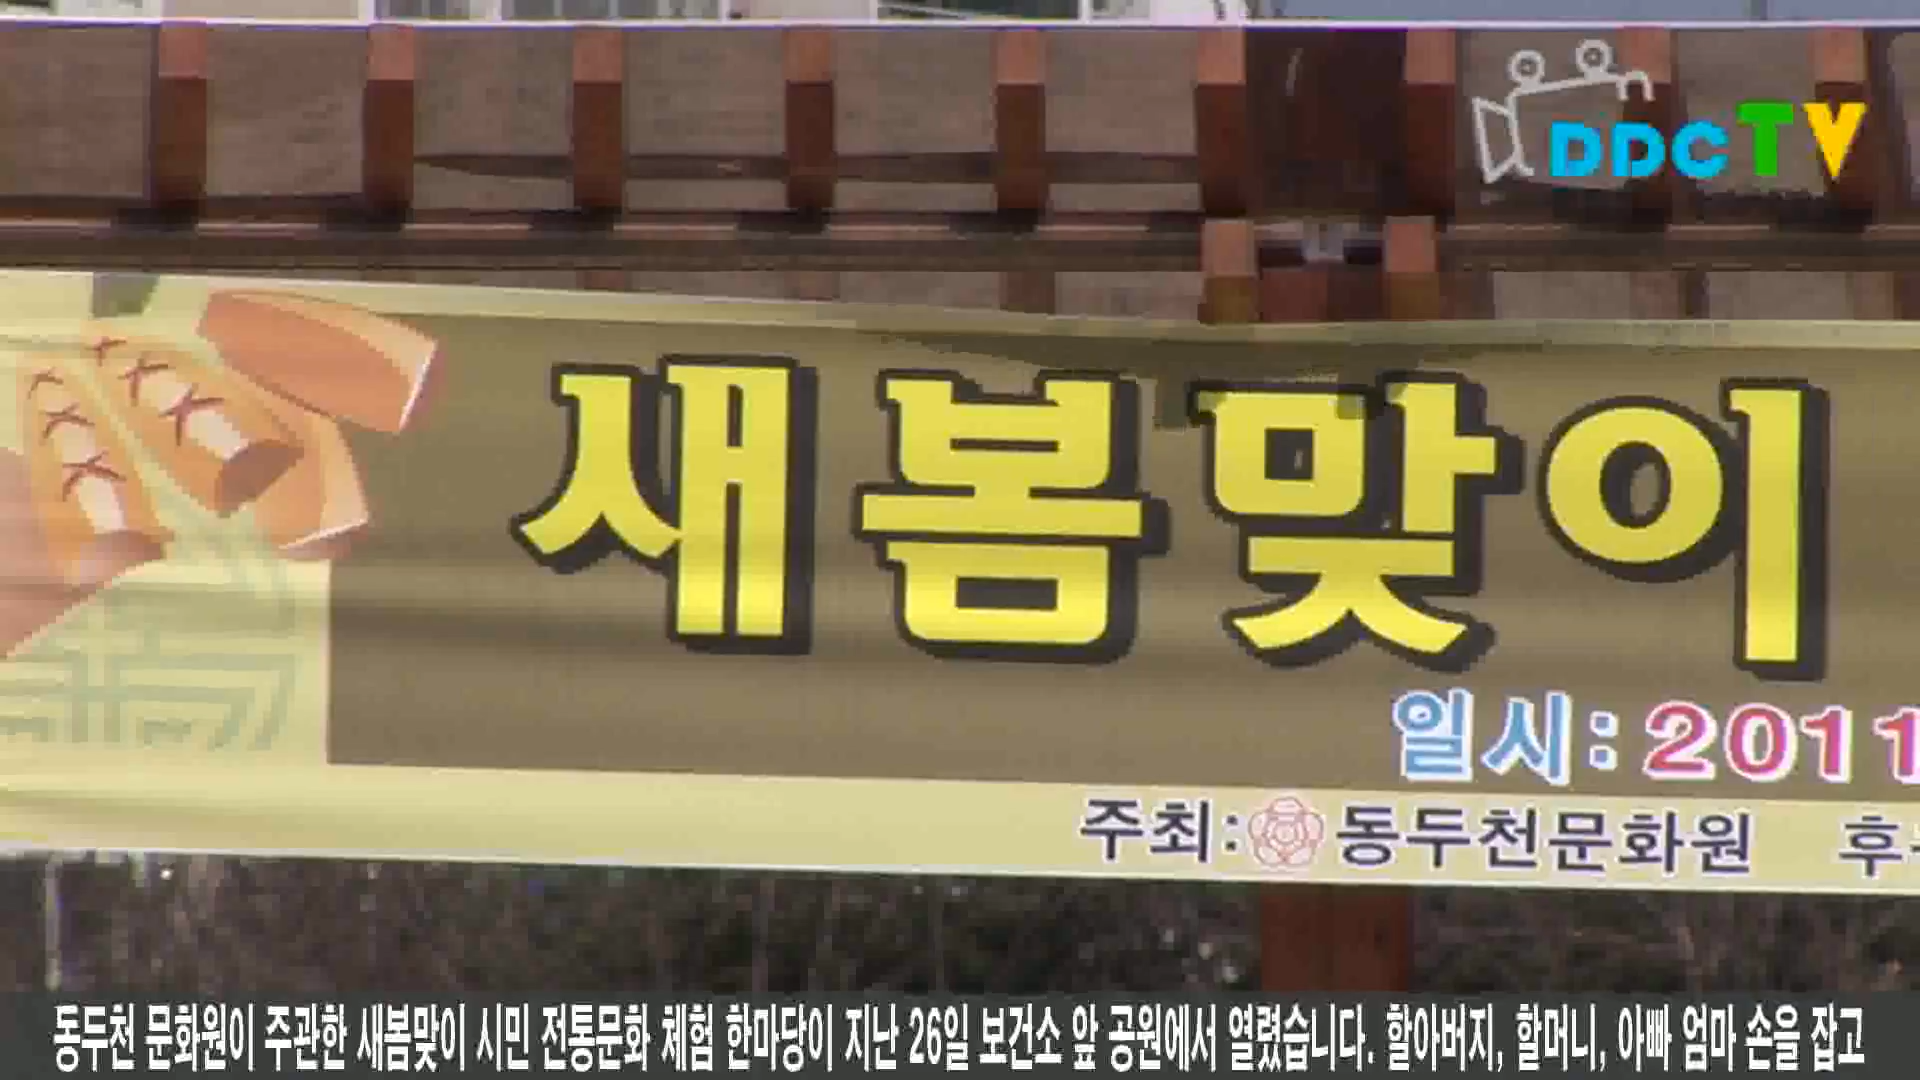 DDCTV
새봄맞이
일시: 2011
주최: 동두천문화원 후
동두천 문화원이 주관한 새봄맞이 시민 전통문화 체험 한마당이 지난 26일 보건소 앞 공원에서 열렸습니다. 할아버지, 할머니, 아빠 엄마 손을 잡고